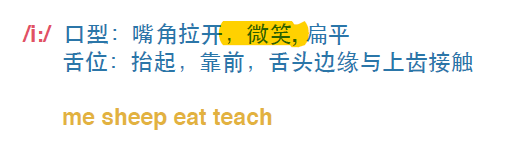 /i:/ 口型：嘴角拉开，微笑, 扁平
舌位：抬起，靠前，舌头边缘与上齿接触
me sheep eat teach